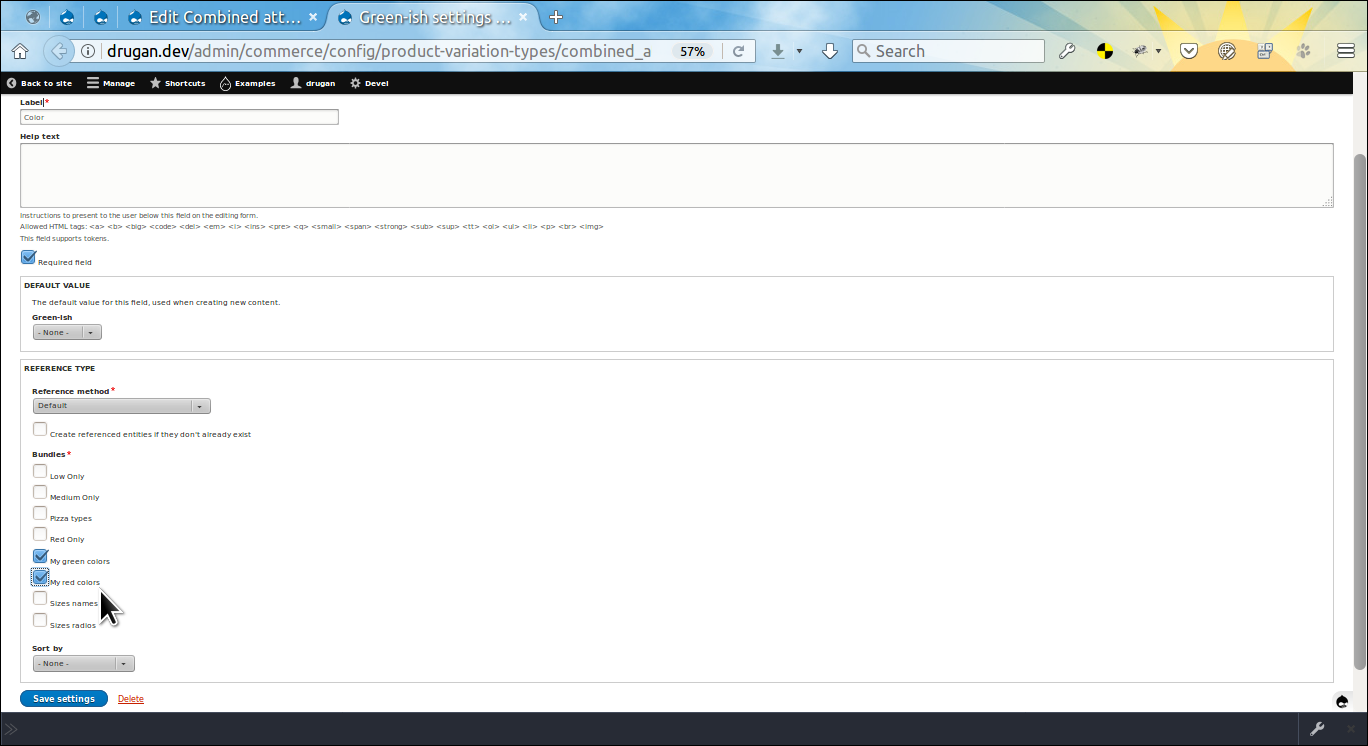 Edit Combined att... ×
Green-ish settings ... × +
drugan.dev/admin/commerce/config/product-variation-types/combined_a 57% Search
Back to site Manage Shortcuts Examples drugan Devel
Label*
Color
Help text
Instructions to present to the user below this field on the editing form.
Allowed HTML tags: <a> <b> <big> <code> <del> <em> <i> <ins> <pre> <q> <small> <span> <strong> <sub> <sup> <tt> <ol> <ul> <li> <p> <br> <img>
This field supports tokens.
Required field
DEFAULT VALUE
The default value for this field, used when creating new content.
Green-ish
- None -
REFERENCE TYPE
Reference method*
Default
Create referenced entities if they don't already exist
Bundles*
Low Only
Medium Only
Pizza types
Red Only
My green colors
My red colors
Sizes names
Sizes radios
Sort by
- None -
Save settings Delete